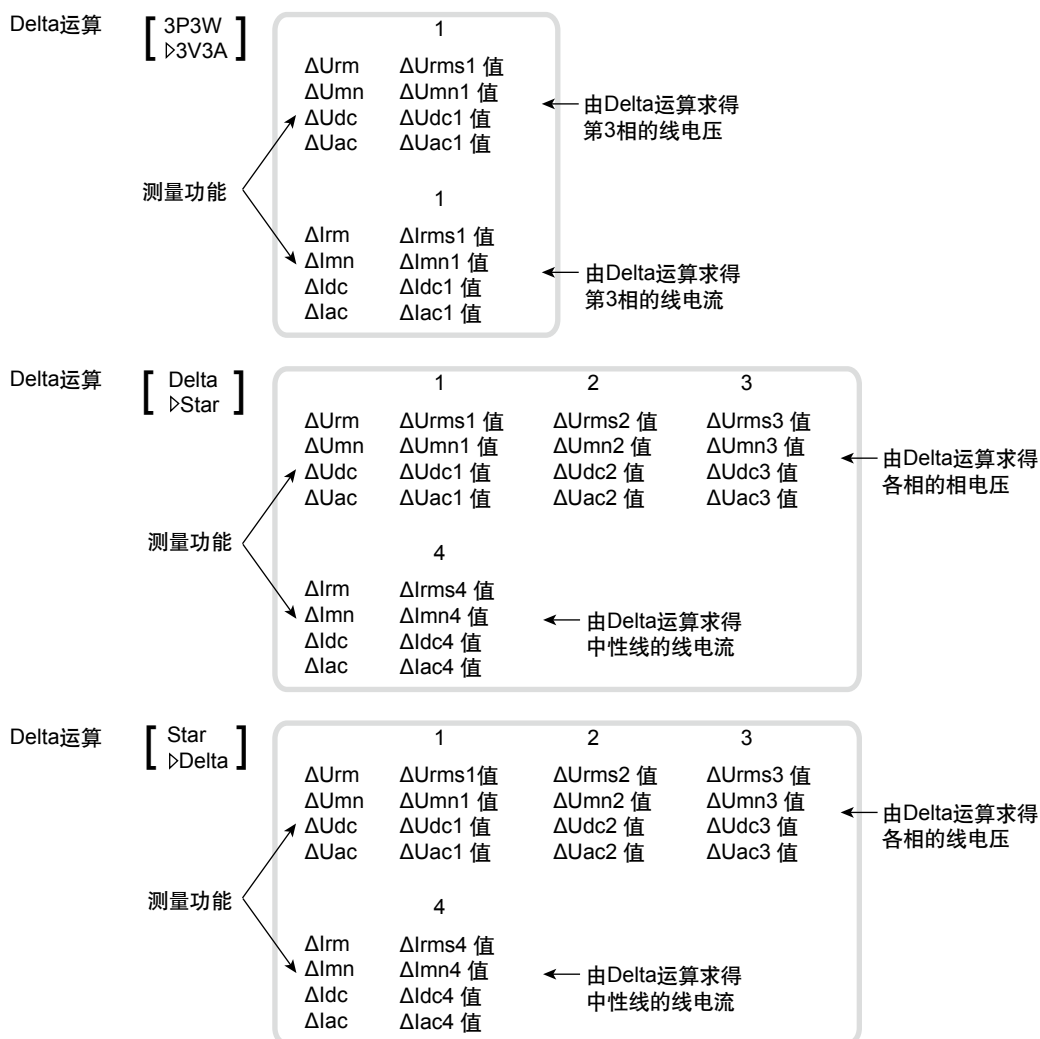 Delta运算 [ 3P3W ▷3V3A ]
1
ΔUrm ΔUrms1 值
ΔUmn ΔUmn1 值
ΔUdc ΔUdc1 值
ΔUac ΔUac1 值
由Delta运算求得
第3相的线电压
测量功能
1
ΔIrm ΔIrms1 值
ΔImn ΔImn1 值
ΔIdc ΔIdc1 值
ΔIac ΔIac1 值
由Delta运算求得
第3相的线电流
Delta运算 [ Delta ▷Star ]
1 2 3
ΔUrm ΔUrms1 值 ΔUrms2 值 ΔUrms3 值
ΔUmn ΔUmn1 值 ΔUmn2 值 ΔUmn3 值
ΔUdc ΔUdc1 值 ΔUdc2 值 ΔUdc3 值
ΔUac ΔUac1 值 ΔUac2 值 ΔUac3 值
由Delta运算求得
各相的相电压
测量功能
4
ΔIrm ΔIrms4 值
ΔImn ΔImn4 值
ΔIdc ΔIdc4 值
ΔIac ΔIac4 值
由Delta运算求得
中性线的线电流
Delta运算 [ Star ▷Delta ]
1 2 3
ΔUrm ΔUrms1值 ΔUrms2 值 ΔUrms3 值
ΔUmn ΔUmn1 值 ΔUmn2 值 ΔUmn3 值
ΔUdc ΔUdc1 值 ΔUdc2 值 ΔUdc3 值
ΔUac ΔUac1 值 ΔUac2 值 ΔUac3 值
由Delta运算求得
各相的线电压
测量功能
4
ΔIrm ΔIrms4 值
ΔImn ΔImn4 值
ΔIdc ΔIdc4 值
ΔIac ΔIac4 值
由Delta运算求得
中性线的线电流